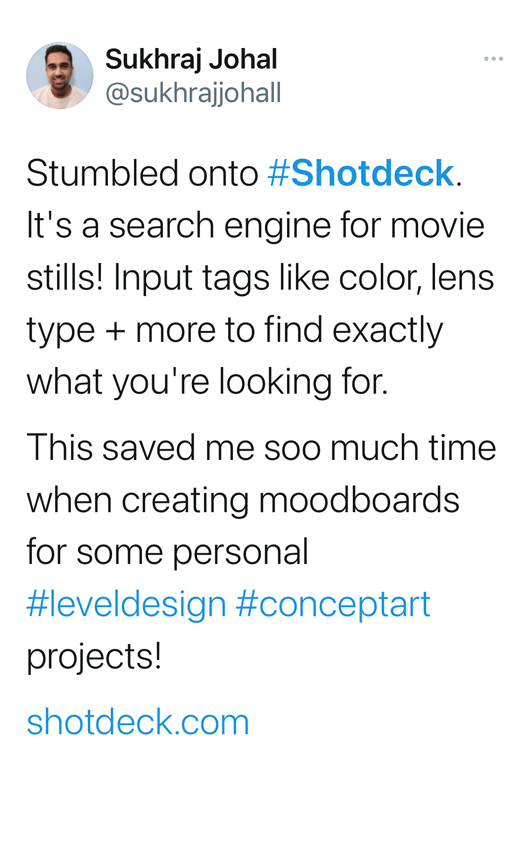 Sukhraj Johal
@sukhrajjohall
Stumbled onto #Shotdeck.
It's a search engine for movie
stills! Input tags like color, lens
type + more to find exactly
what you're looking for.
This saved me soo much time
when creating moodboards
for some personal
#leveldesign #conceptart
projects!
shotdeck.com